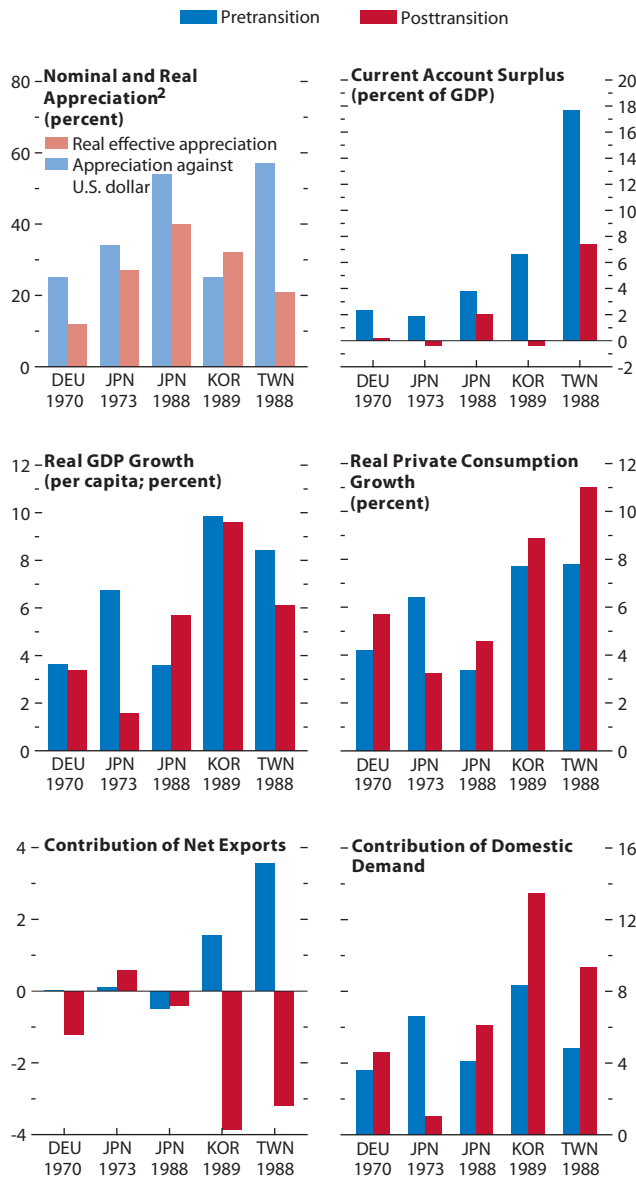 Pretransition Posttransition
Nominal and Real
Appreciation2
(percent)
Real effective appreciation
Appreciation against
U.S. dollar
80
60
40
20
0
DEU JPN JPN KOR TWN
1970 1973 1988 1989 1988
Current Account Surplus
(percent of GDP)
20
18
16
14
12
10
8
6
4
2
0
-2
DEU JPN JPN KOR TWN
1970 1973 1988 1989 1988
Real GDP Growth
(per capita; percent)
12
10
8
6
4
2
0
DEU JPN JPN KOR TWN
1970 1973 1988 1989 1988
Real Private Consumption
Growth
(percent)
12
10
8
6
4
2
0
DEU JPN JPN KOR TWN
1970 1973 1988 1989 1988
Contribution of Net Exports
4
2
0
-2
-4
DEU JPN JPN KOR TWN
1970 1973 1988 1989 1988
Contribution of Domestic
Demand
16
12
8
4
0
DEU JPN JPN KOR TWN
1970 1973 1988 1989 1988